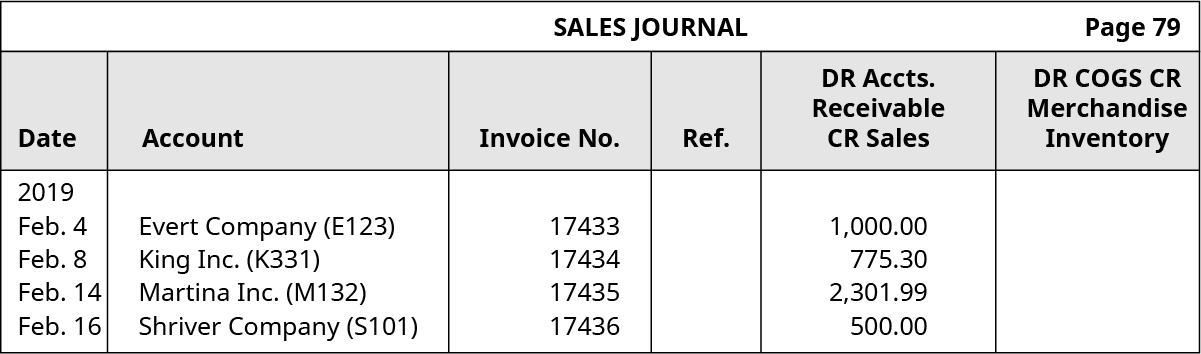 SALES JOURNAL Page 79
Date Account Invoice No. Ref. DR Accts. Receivable CR Sales DR COGS CR Merchandise Inventory
2019
Feb. 4 Evert Company (E123) 17433 1,000.00
Feb. 8 King Inc. (K331) 17434 775.30
Feb. 14 Martina Inc. (M132) 17435 2,301.99
Feb. 16 Shriver Company (S101) 17436 500.00